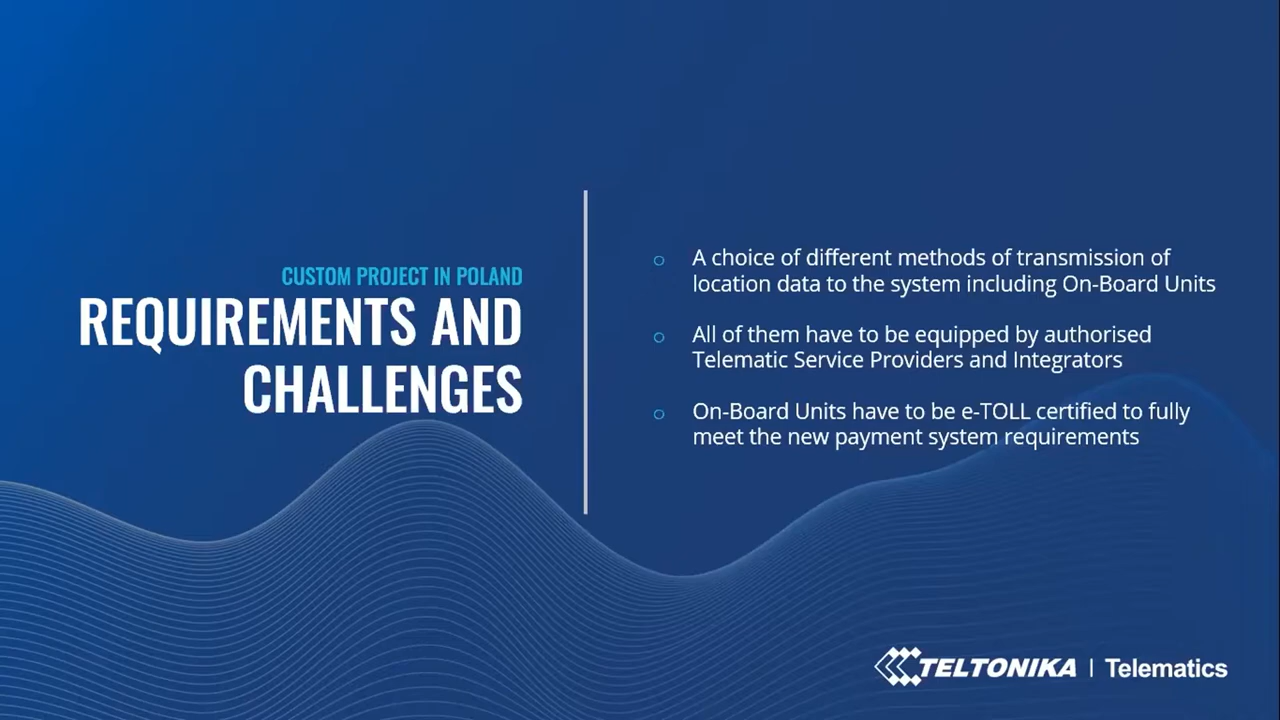 CUSTOM PROJECT IN POLAND
REQUIREMENTS AND
CHALLENGES
A choice of different methods of transmission of
location data to the system including On-Board Units
All of them have to be equipped by authorised
Telematic Service Providers and Integrators
On-Board Units have to be e-TOLL certified to fully
meet the new payment system requirements
TELTONIKA | Telematics